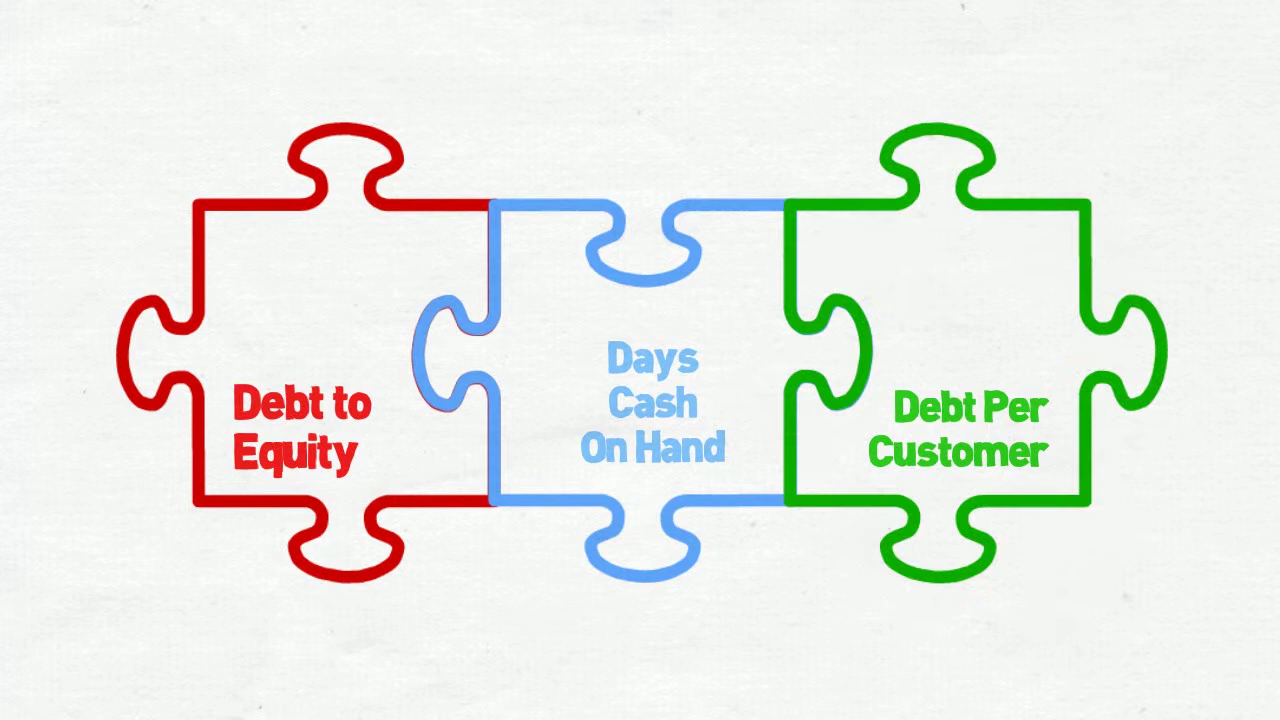 Debt to
Equity
Days
Cash
On Hand
Debt Per
Customer